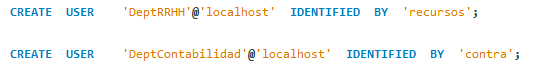 CREATE USER 'DeptRRHH'@'localhost' IDENTIFIED BY 'recursos';
CREATE USER 'DeptContabilidad'@'localhost' IDENTIFIED BY 'contra';